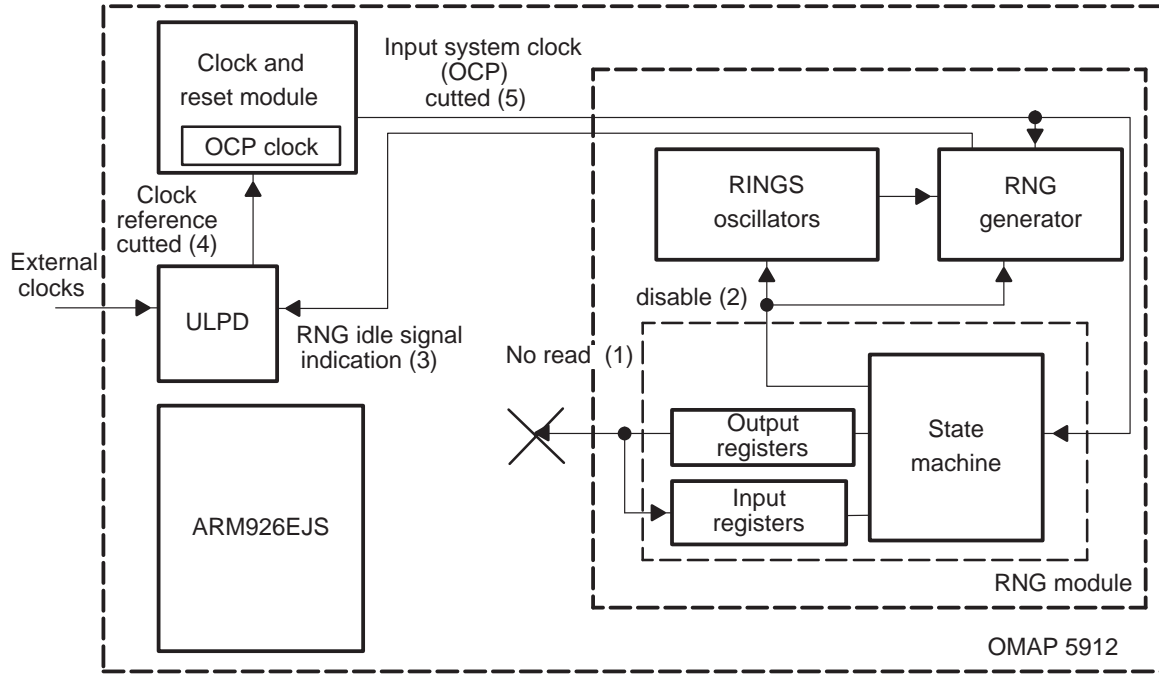 Clock and
reset module
OCP clock
Input system clock
(OCP)
cutted (5)
Clock
reference
cutted (4)
External
clocks
ULPD
RNG idle signal
indication (3)
RINGS
oscillators
RNG
generator
disable (2)
No read (1)
Output
registers
Input
registers
State
machine
ARM926EJS
RNG module
OMAP 5912